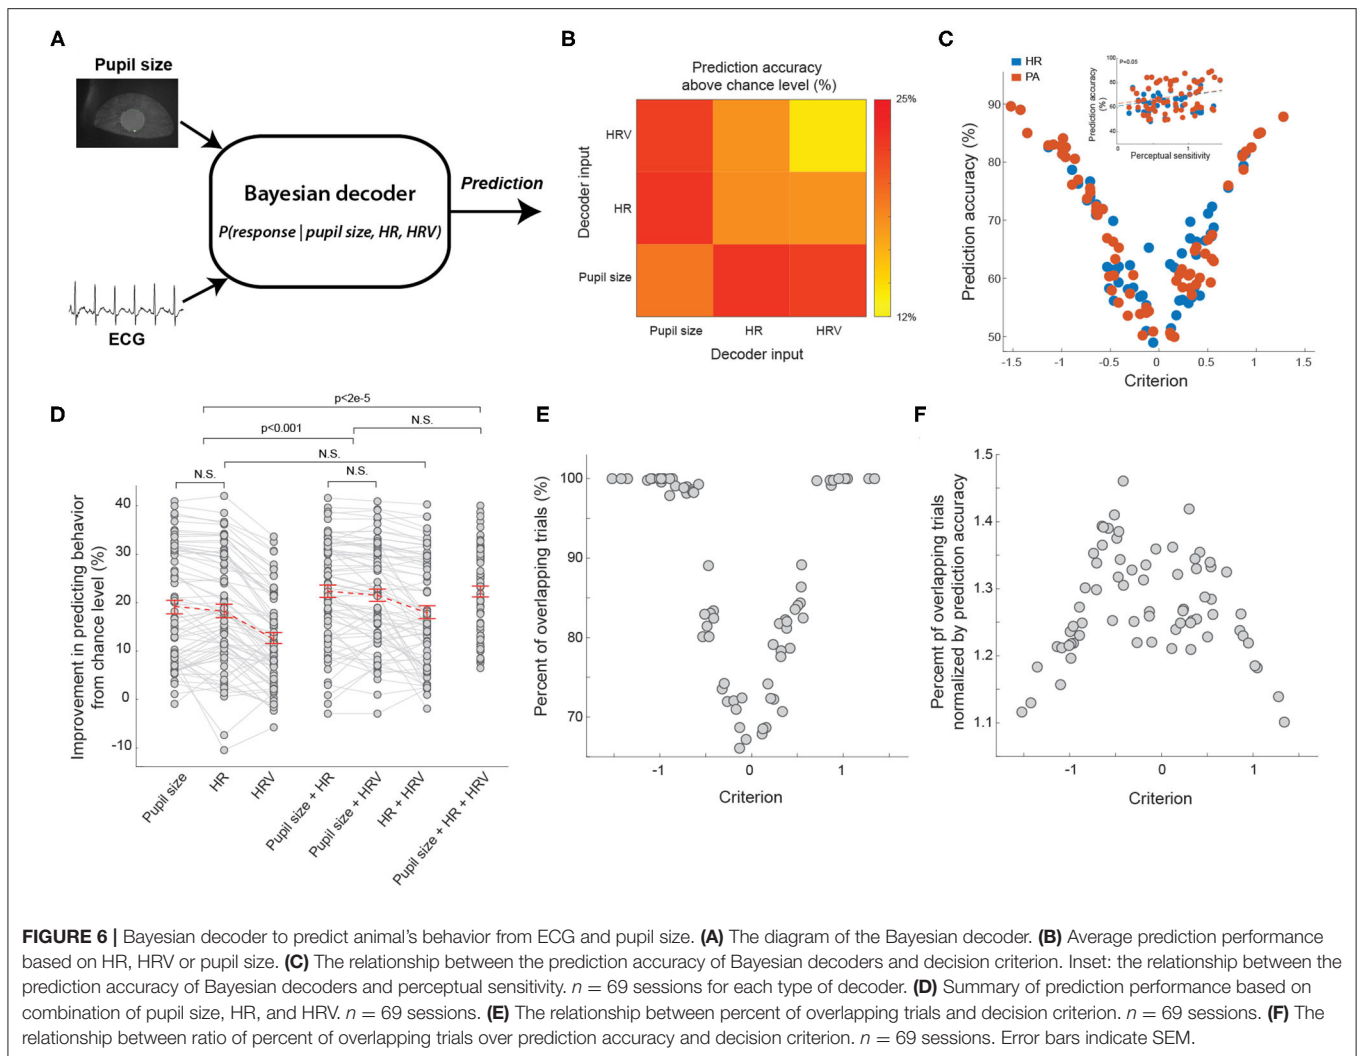 A
Pupil size
Bayesian decoder
P(response | pupil size, HR, HRV)
Prediction
ECG
B
Prediction accuracy
above chance level (%)
25%
12%
HRV
HR
Pupil size
Decoder input
Pupil size HR HRV
Decoder input
C
HR
PA
90
80
70
60
50
Prediction accuracy (%)
-1.5 -1 -0.5 0 0.5 1 1.5
Criterion
P=0.05
100
80
60
40
Prediction accuracy
(%)
1
Perceptual sensitivity
D
p<2e-5
N.S.
p<0.001
N.S.
N.S.
N.S.
40
30
20
10
0
-10
Improvement in predicting behavior
from chance level (%)
Pupil size
HR
HRV
Pupil size + HR
Pupil size + HRV
HR + HRV
Pupil size + HR + HRV
E
100
90
80
70
Percent of overlapping trials (%)
-1 0 1
Criterion
F
1.5
1.4
1.3
1.2
1.1
Percemt pf overlapping trials
normalized by prediction accuracy
-1 0 1
Criterion
FIGURE 6 | Bayesian decoder to predict animal's behavior from ECG and pupil size. (A) The diagram of the Bayesian decoder. (B) Average prediction performance
based on HR, HRV or pupil size. (C) The relationship between the prediction accuracy of Bayesian decoders and decision criterion. Inset: the relationship between the
prediction accuracy of Bayesian decoders and perceptual sensitivity. n = 69 sessions for each type of decoder. (D) Summary of prediction performance based on
combination of pupil size, HR, and HRV. n = 69 sessions. (E) The relationship between percent of overlapping trials and decision criterion. n = 69 sessions. (F) The
relationship between ratio of percent of overlapping trials over prediction accuracy and decision criterion. n = 69 sessions. Error bars indicate SEM.